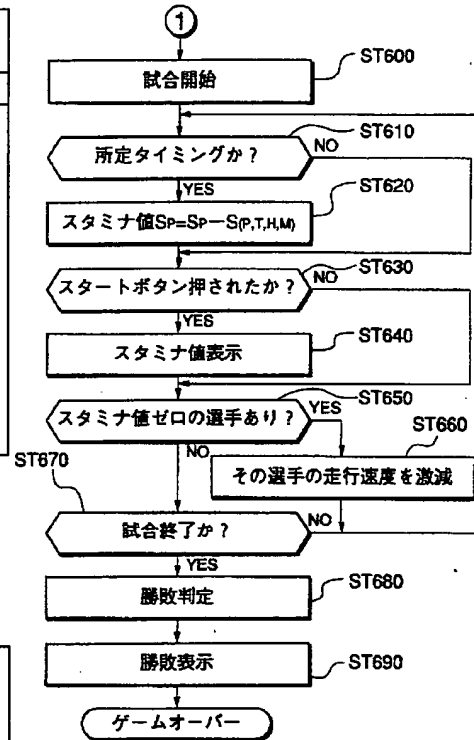 1
試合開始
ST600
所定タイミングか?
ST610
NO
YES
スタミナ値SP=SP−S(P,T,H,M)
ST620
スタートボタン押されたか?
ST630
NO
YES
スタミナ値表示
ST640
スタミナ値ゼロの選手あり?
ST650
YES
NO
その選手の走行速度を激減
ST660
試合終了か?
ST670
NO
YES
勝敗判定
ST680
勝敗表示
ST690
ゲームオーバー